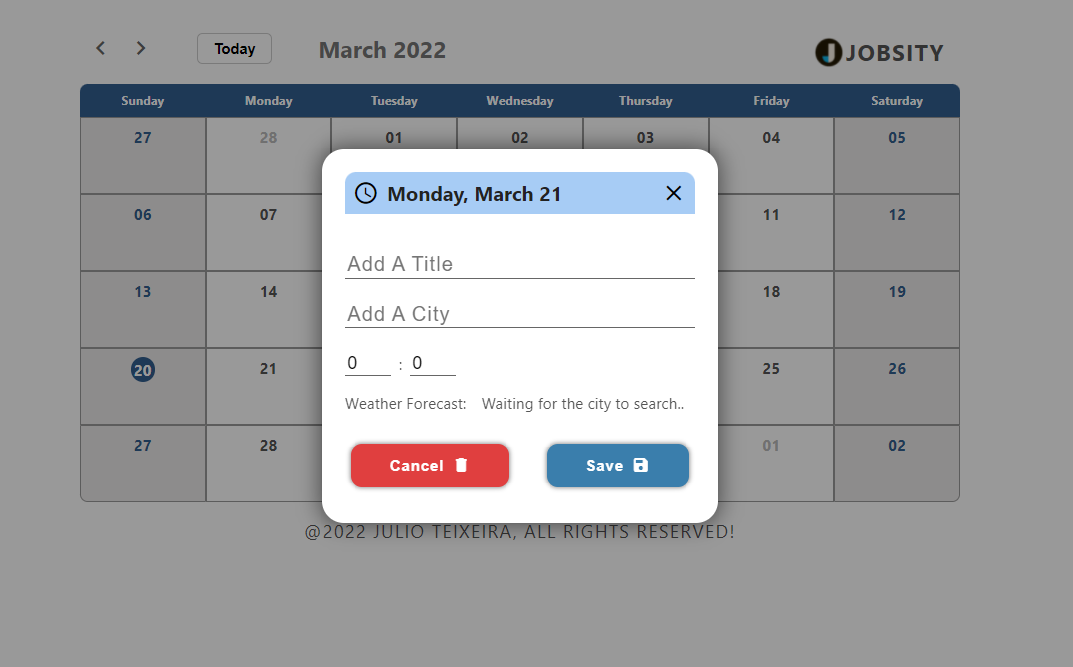 Today March 2022 JOBSITY
Sunday Monday Tuesday Wednesday Thursday Friday Saturday
27 28 01 02 03 04 05
Monday, March 21
06 07 11 12
Add A Title
13 14 18 19
Add A City
0 : 0
20 21 25 26
Weather Forecast: Waiting for the city to search..
27 28 01 02
Cancel Save
@2022 JULIO TEIXEIRA, ALL RIGHTS RESERVED!